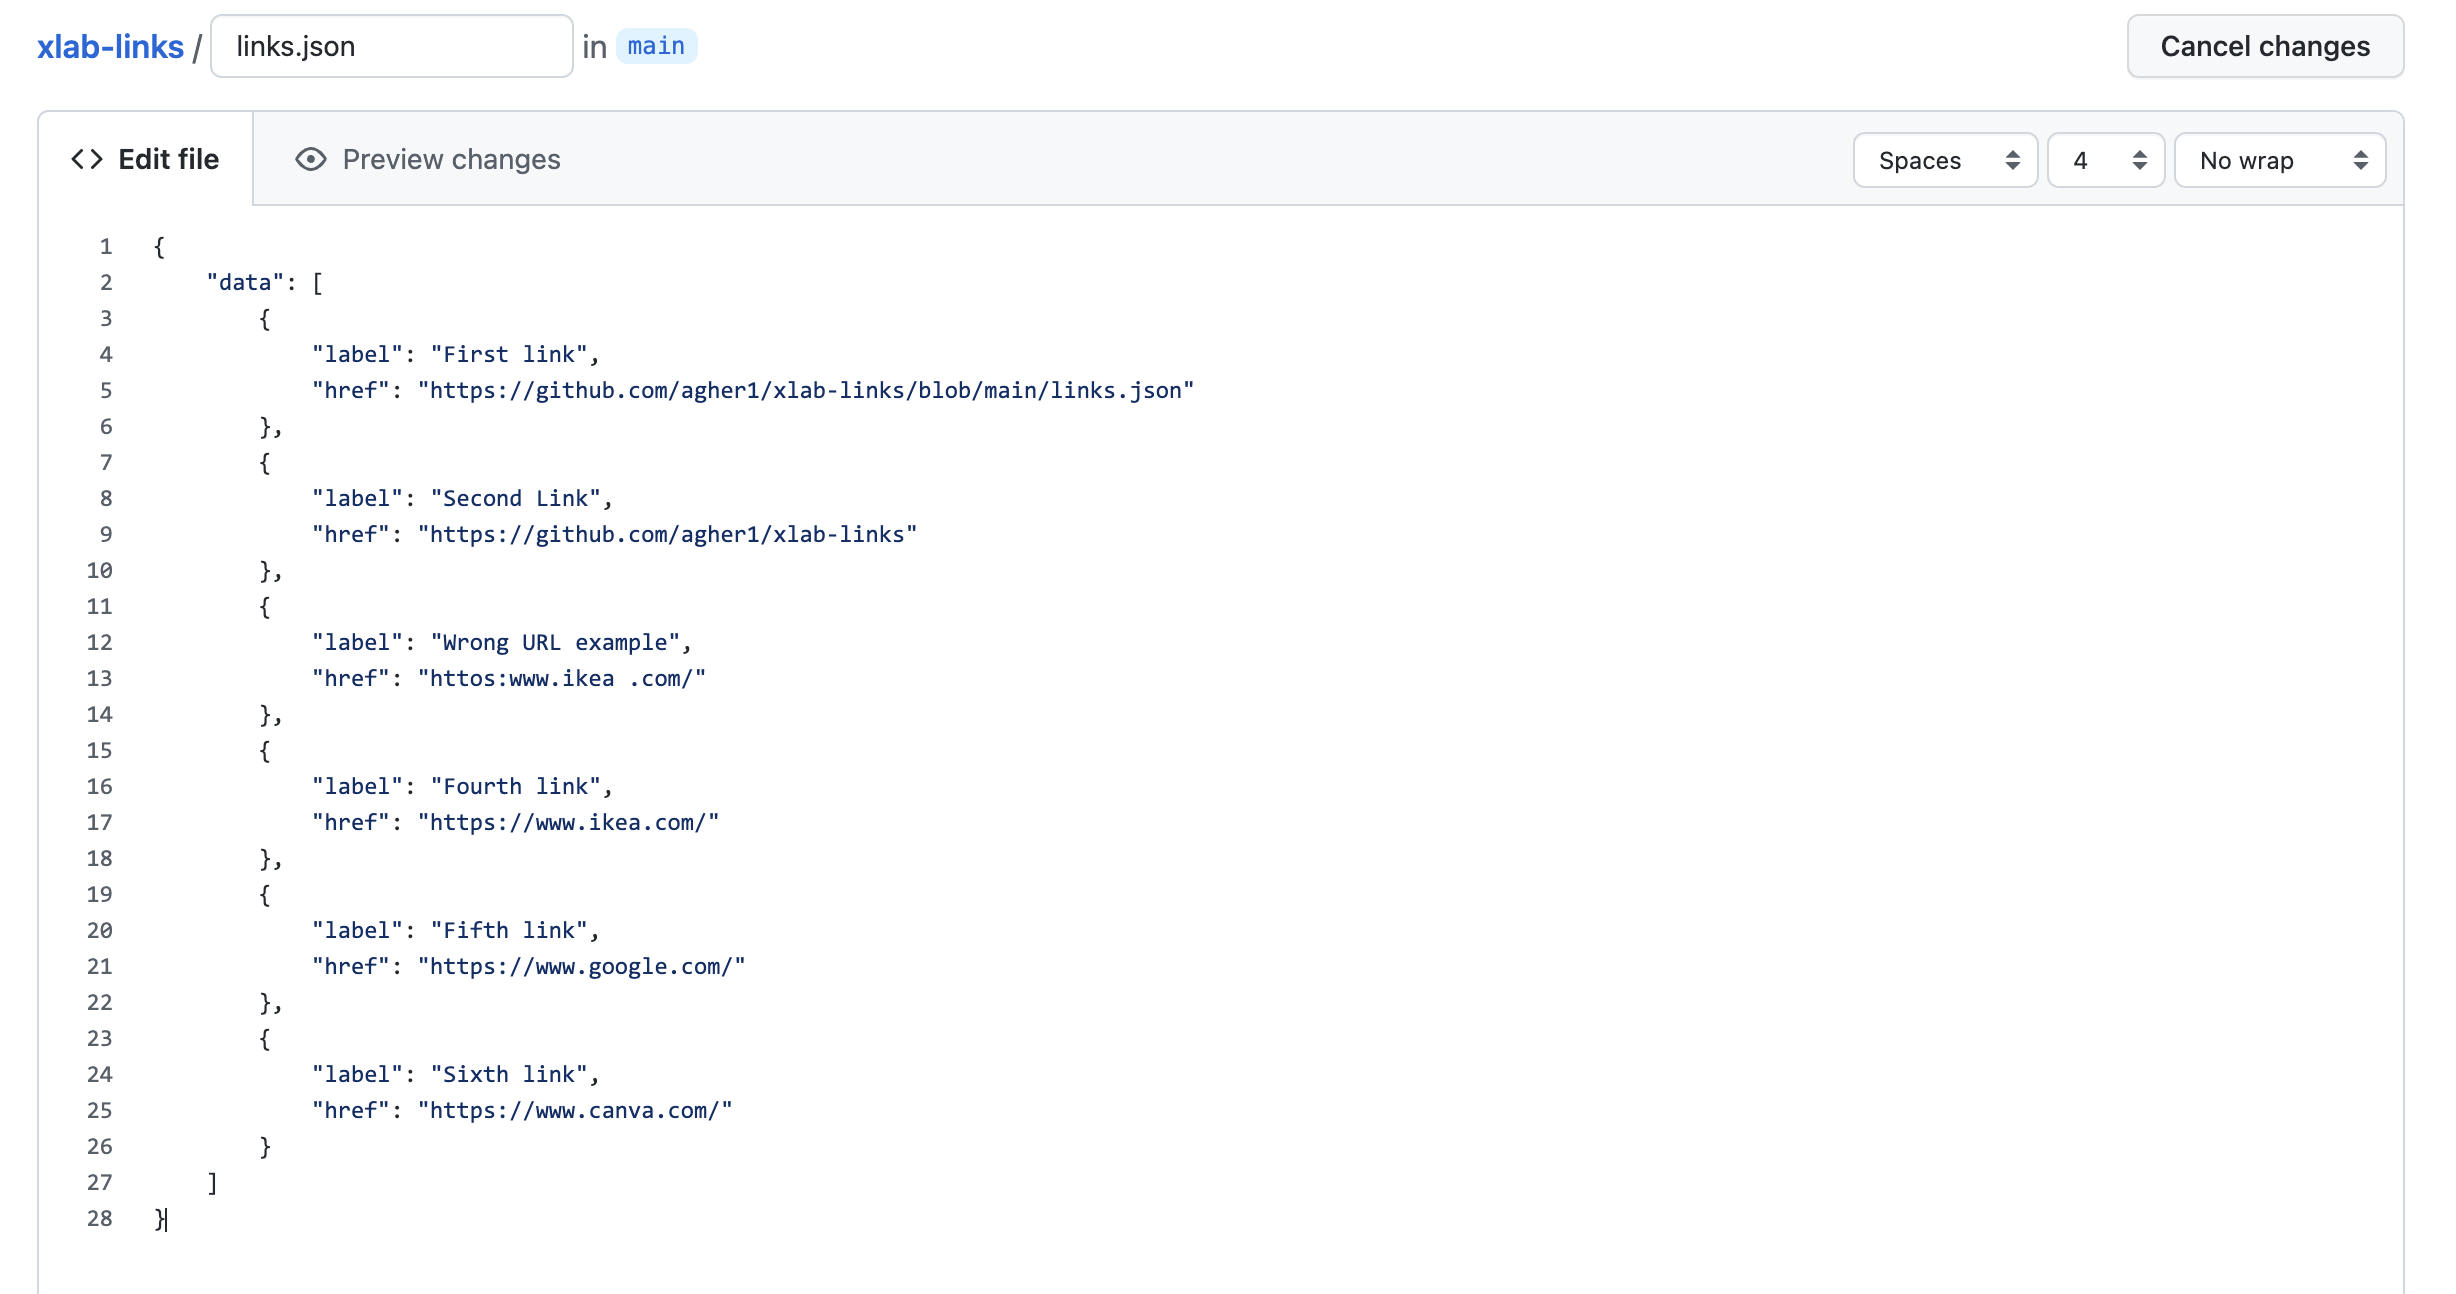 xlab-links / links.json in main Cancel changes
Edit file Preview changes Spaces 4 No wrap
1 {
2     "data": [
3         {
4             "label": "First link",
5             "href": "https://github.com/agher1/xlab-links/blob/main/links.json"
6         },
7         {
8             "label": "Second Link",
9             "href": "https://github.com/agher1/xlab-links"
10         },
11         {
12             "label": "Wrong URL example",
13             "href": "httos:www.ikea .com/"
14         },
15         {
16             "label": "Fourth link",
17             "href": "https://www.ikea.com/"
18         },
19         {
20             "label": "Fifth link",
21             "href": "https://www.google.com/"
22         },
23         {
24             "label": "Sixth link",
25             "href": "https://www.canva.com/"
26         }
27     ]
28 }